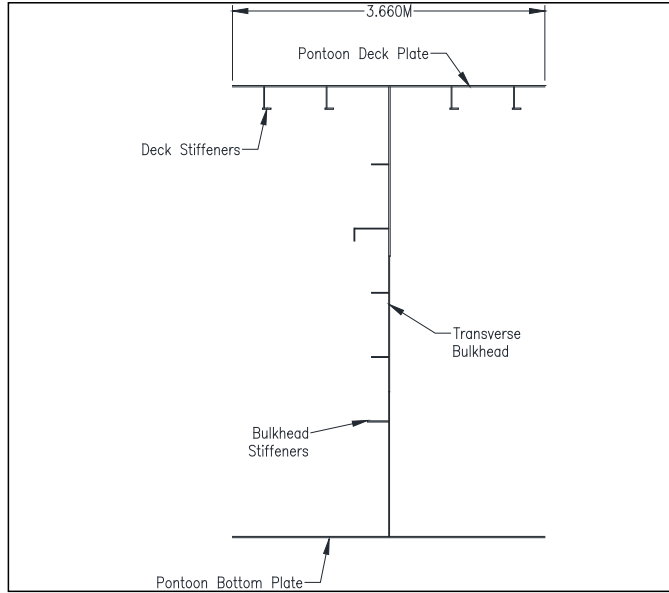 3.660M
Pontoon Deck Plate
Deck Stiffeners
Transverse
Bulkhead
Bulkhead
Stiffeners
Pontoon Bottom Plate